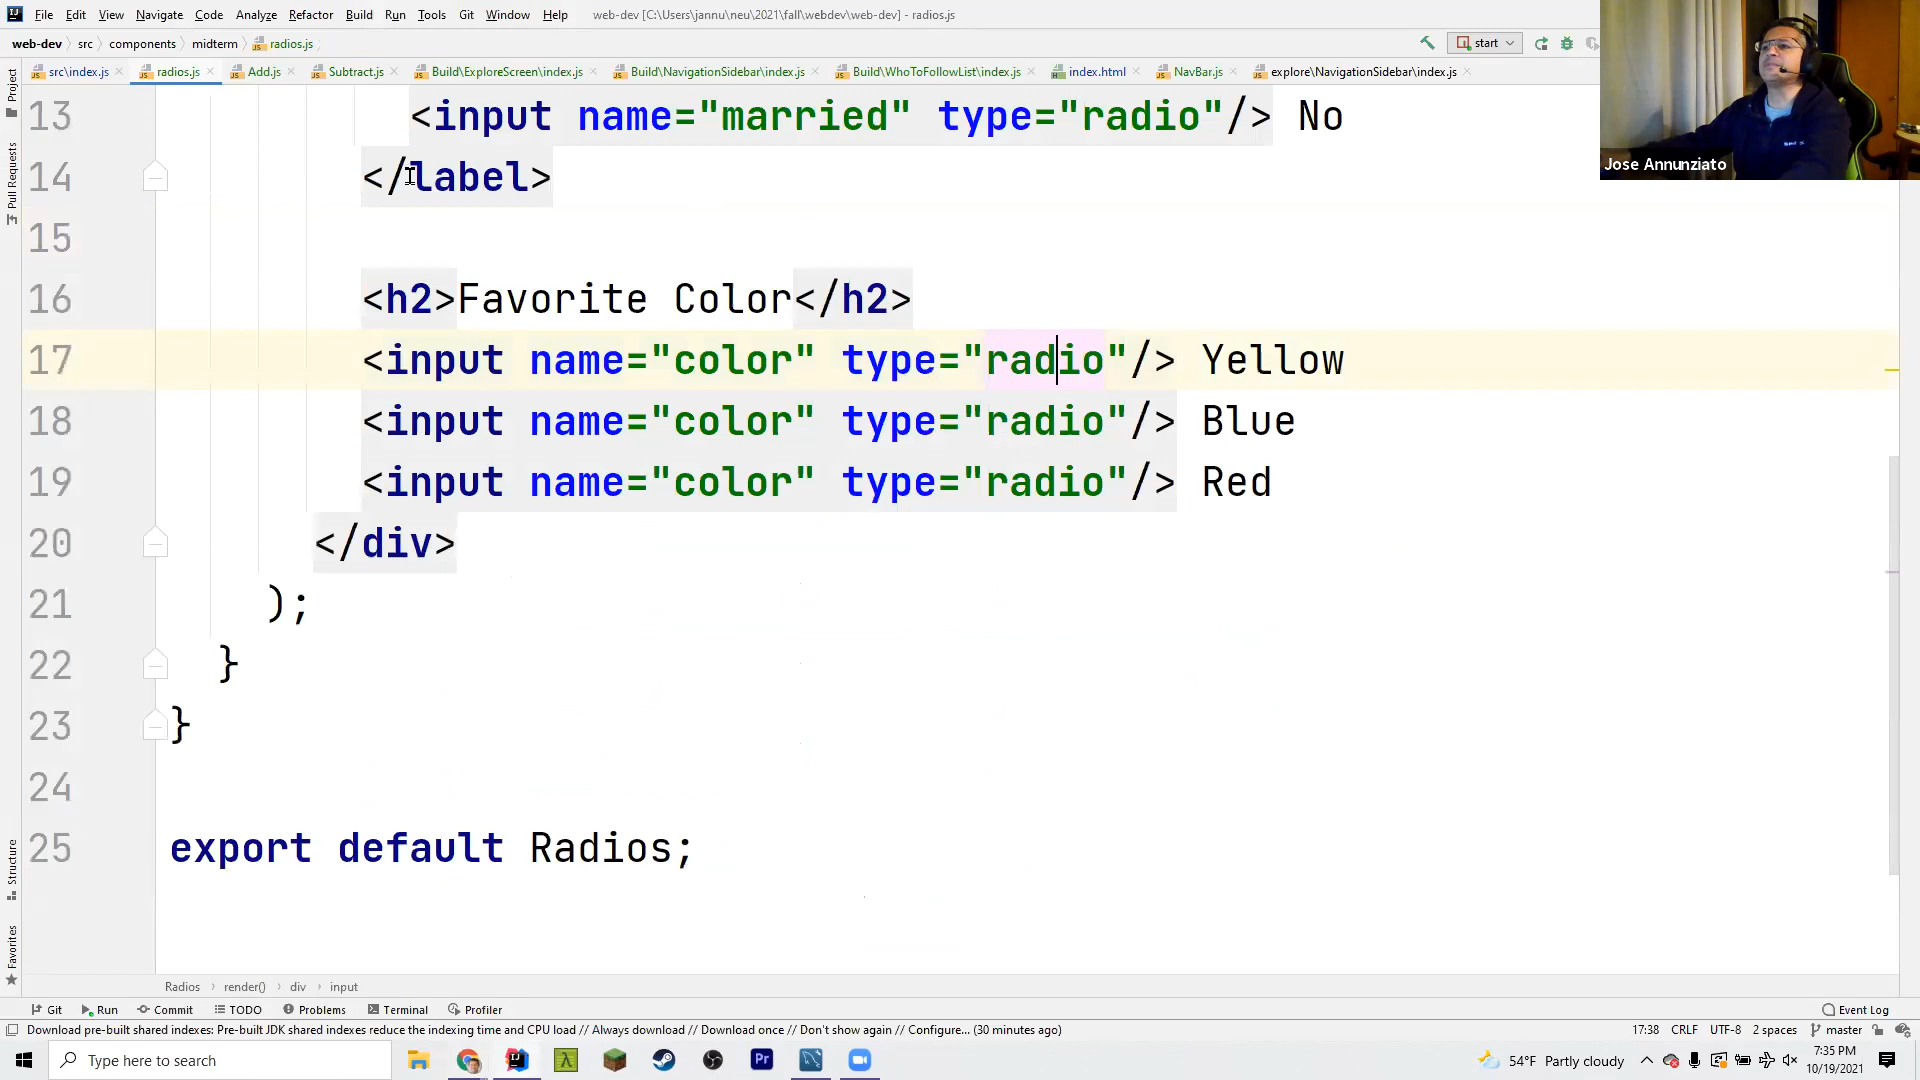 File Edit View Navigate Code Analyze Refactor Build Run Tools Git Window Help web-dev [C:\Users\jannu\neu\2021\fall\webdev\web-dev] - radios.js
web-dev src components midterm radios.js start
src\index.js radios.js Add.js Subtract.js Build\ExploreScreen\index.js Build\NavigationSidebar\index.js Build\WhoToFollowList\index.js index.html NavBar.js explore\NavigationSidebar\index.js
Project
Pull Requests
Structure
Favorites
Jose Annunziato
13 <input name="married" type="radio"/> No
14 </label>
15
16 <h2>Favorite Color</h2>
17 <input name="color" type="radio"/> Yellow
18 <input name="color" type="radio"/> Blue
19 <input name="color" type="radio"/> Red
20 </div>
21 );
22 }
23 }
24
25 export default Radios;
Radios render() div input
Git Run Commit TODO Problems Terminal Profiler Event Log
Download pre-built shared indexes: Pre-built JDK shared indexes reduce the indexing time and CPU load // Always download // Download once // Don't show again // Configure... (30 minutes ago) 17:38 CRLF UTF-8 2 spaces master
Type here to search 54°F Partly cloudy 7:35 PM
10/19/2021